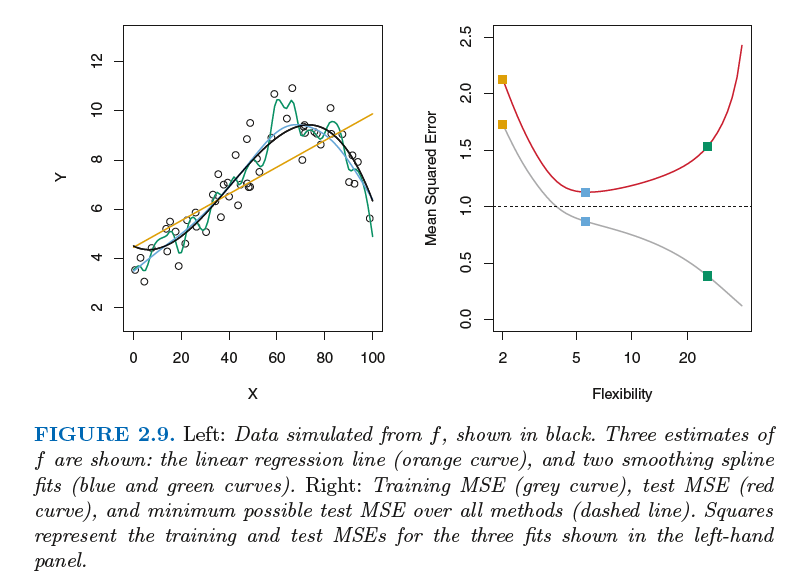 12
10
8
6
4
2
Y
0 20 40 60 80 100
X
2.5
2.0
1.5
1.0
0.5
0.0
Mean Squared Error
2 5 10 20
Flexibility
FIGURE 2.9. Left: Data simulated from f, shown in black. Three estimates of
f are shown: the linear regression line (orange curve), and two smoothing spline
fits (blue and green curves). Right: Training MSE (grey curve), test MSE (red
curve), and minimum possible test MSE over all methods (dashed line). Squares
represent the training and test MSEs for the three fits shown in the left-hand
panel.